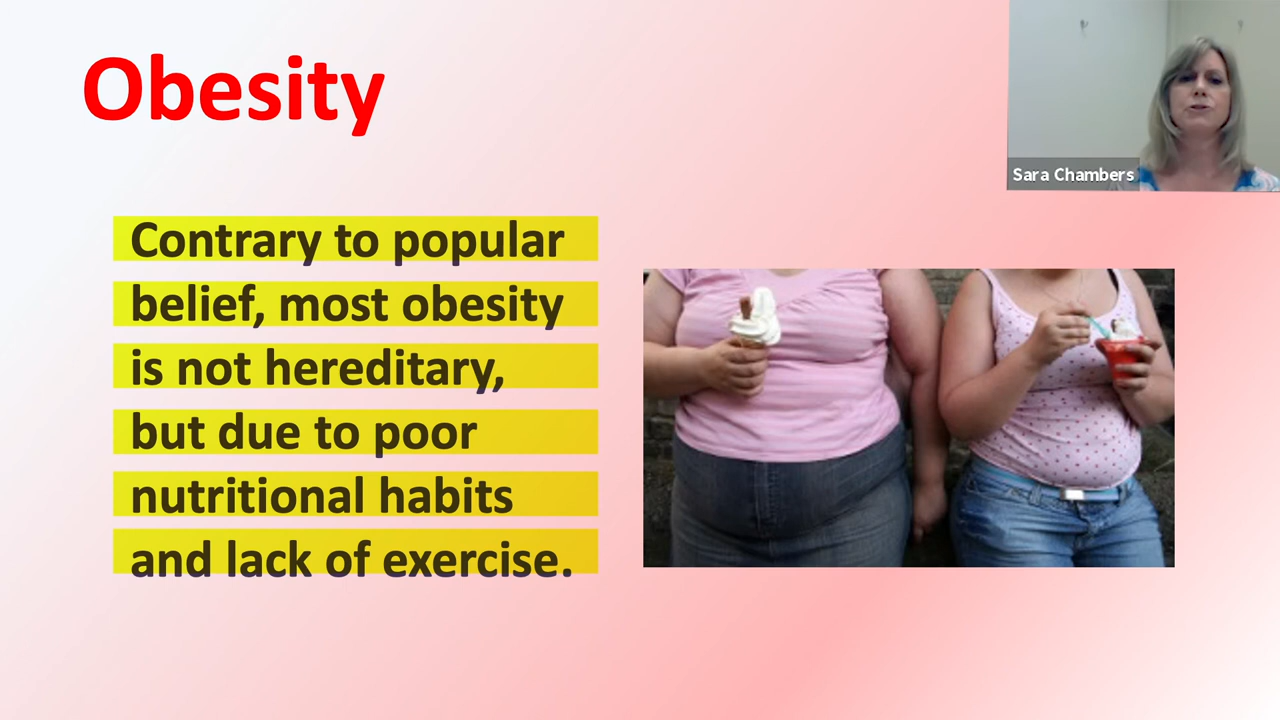 Obesity
Sara Chambers
Contrary to popular
belief, most obesity
is not hereditary,
but due to poor
nutritional habits
and lack of exercise.